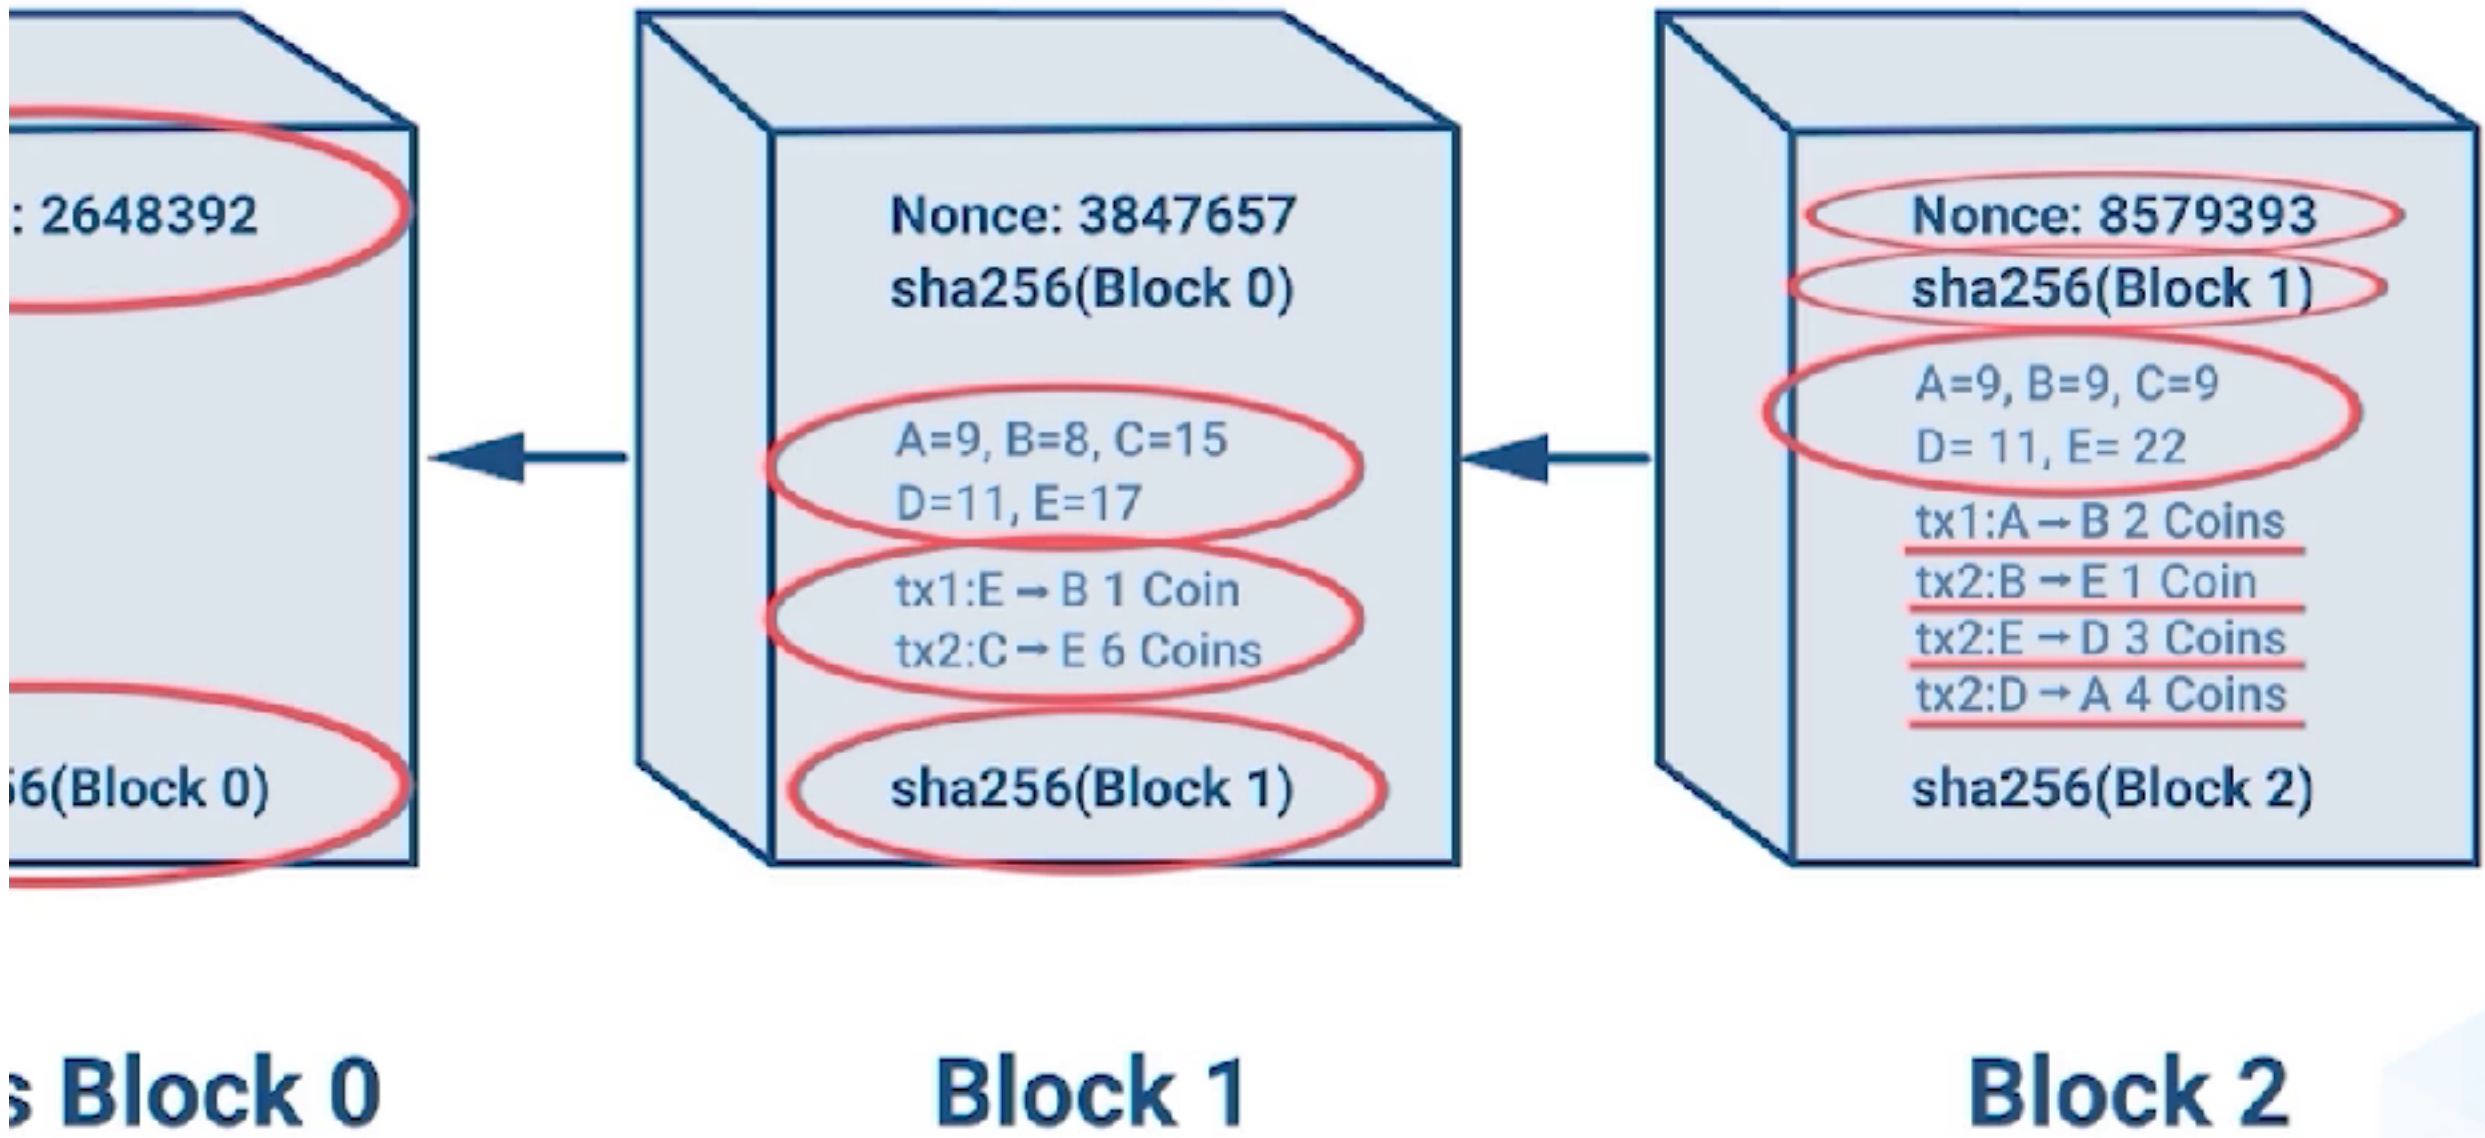 : 2648392
56(Block 0)
s Block 0
Nonce: 3847657
sha256(Block 0)
A=9, B=8, C=15
D=11, E=17
tx1:E → B 1 Coin
tx2:C → E 6 Coins
sha256(Block 1)
Block 1
Nonce: 8579393
sha256(Block 1)
A=9, B=9, C=9
D= 11, E= 22
tx1:A → B 2 Coins
tx2:B → E 1 Coin
tx2:E → D 3 Coins
tx2:D → A 4 Coins
sha256(Block 2)
Block 2